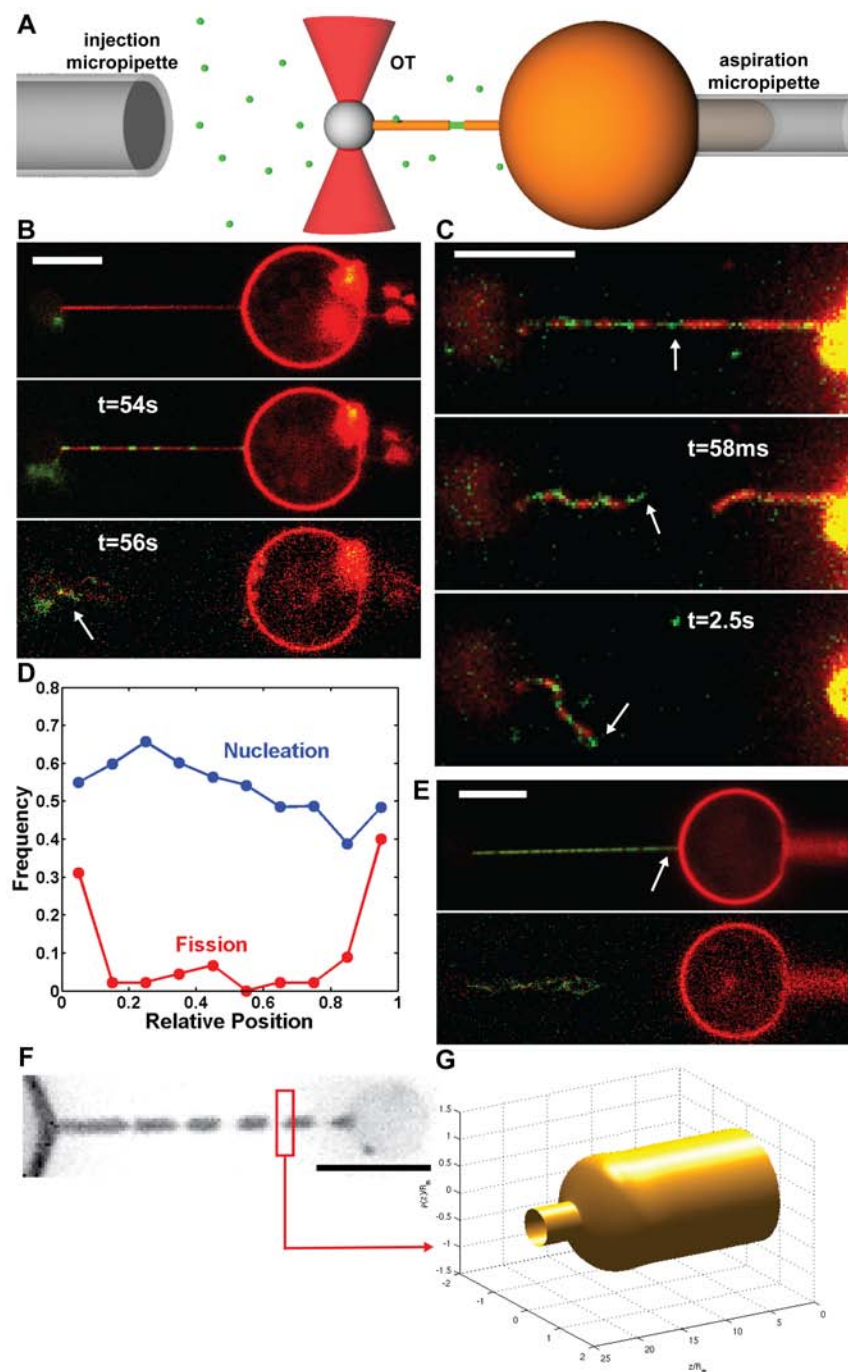 A
injection
micropipette
OT
aspiration
micropipette
B
C
t=54s
t=56s
t=58ms
t=2.5s
D
0.8
0.7
0.6
0.5
0.4
0.3
0.2
0.1
0
Frequency
Nucleation
Fission
0
0.2
0.4
0.6
0.8
1
Relative Position
E
F
G
1.5
1
0.5
0
-0.5
-1
-1.5
-2
-1
0
1
2
25
20
15
10
5
0